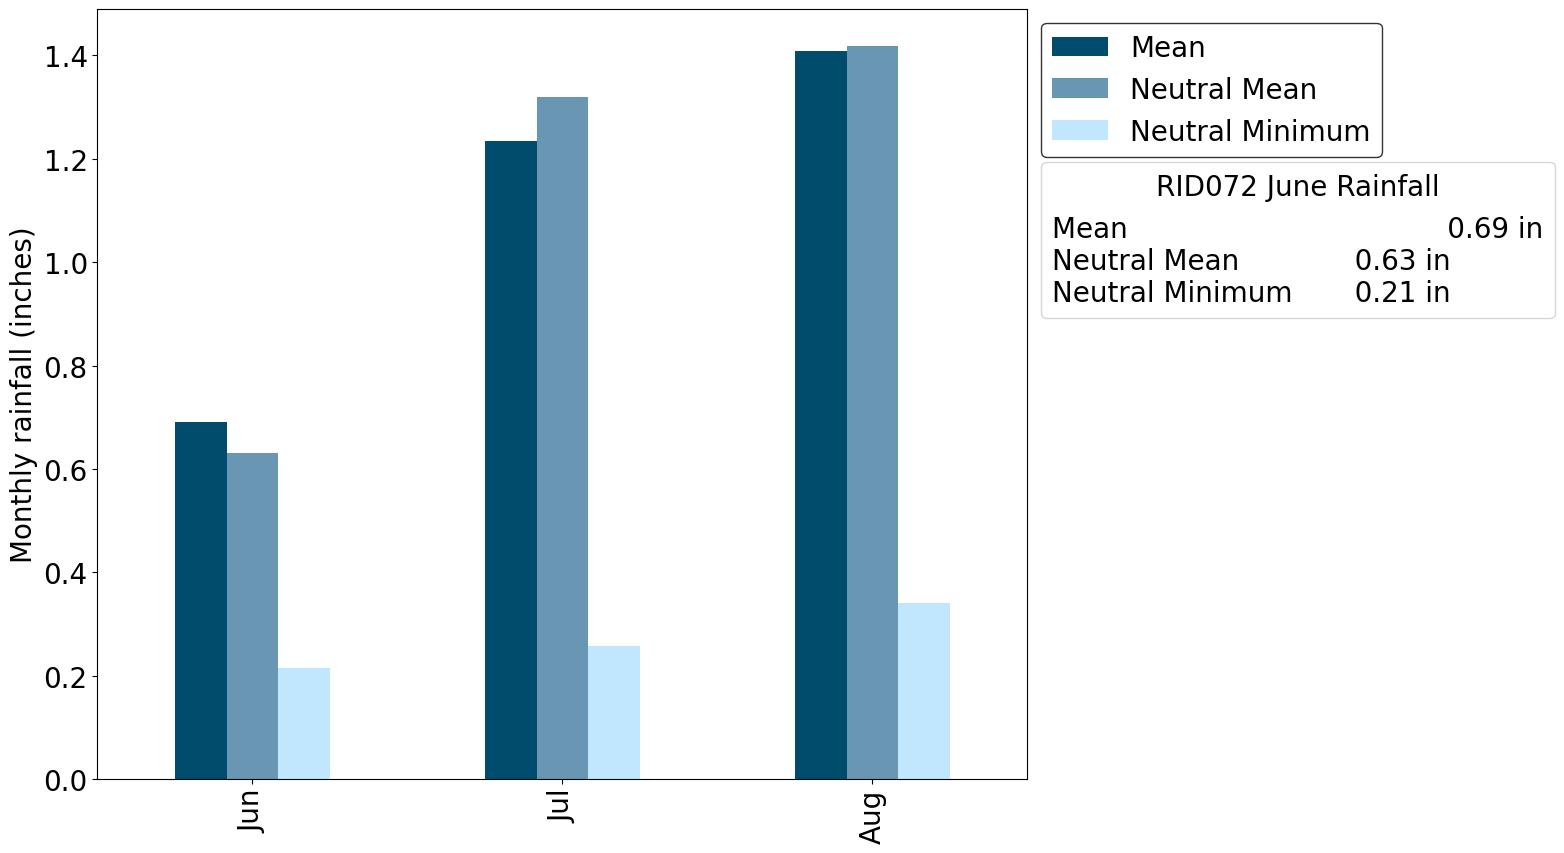 1.4
1.2
1.0
0.8
0.6
0.4
0.2
0.0
Monthly rainfall (inches)
Jun
Jul
Aug
Mean
Neutral Mean
Neutral Minimum
RID072 June Rainfall
Mean 0.69 in
Neutral Mean 0.63 in
Neutral Minimum 0.21 in